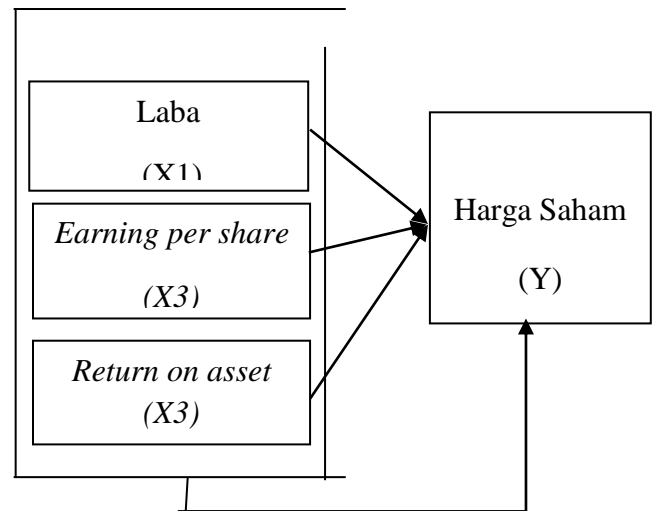 Laba
(X1)
Earning per share
(X3)
Return on asset
(X3)
Harga Saham
(Y)